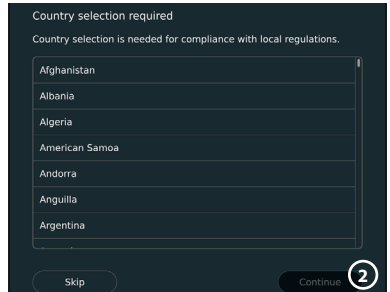 Country selection required
Country selection is needed for compliance with local regulations.
Afghanistan
Albania
Algeria
American Samoa
Andorra
Anguilla
Argentina
Skip
Continue
2